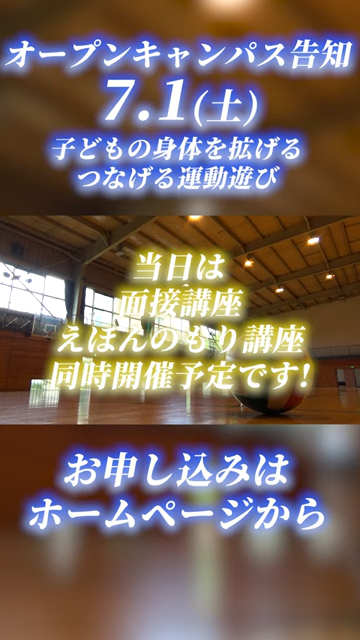 オープンキャンパス告知
7.1(土)
子どもの身体を拡げる
つなげる運動遊び
当日は
面接講座
えほんのもり講座
同時開催予定です!
お申し込みは
ホームページから